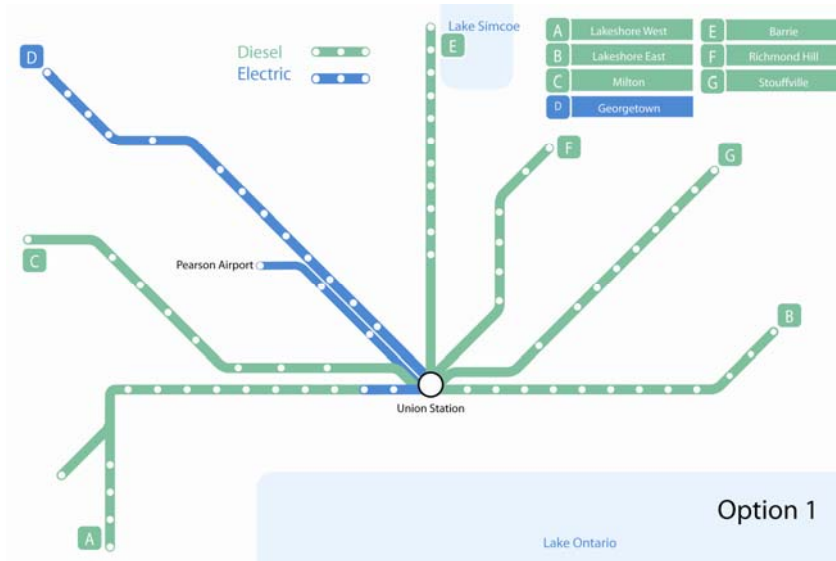 Lake Simcoe
Diesel
Electric
A Lakeshore West
B Lakeshore East
C Milton
D Georgetown
E Barrie
F Richmond Hill
G Stouffville
D
E
F
G
Pearson Airport
C
B
Union Station
A
Option 1
Lake Ontario